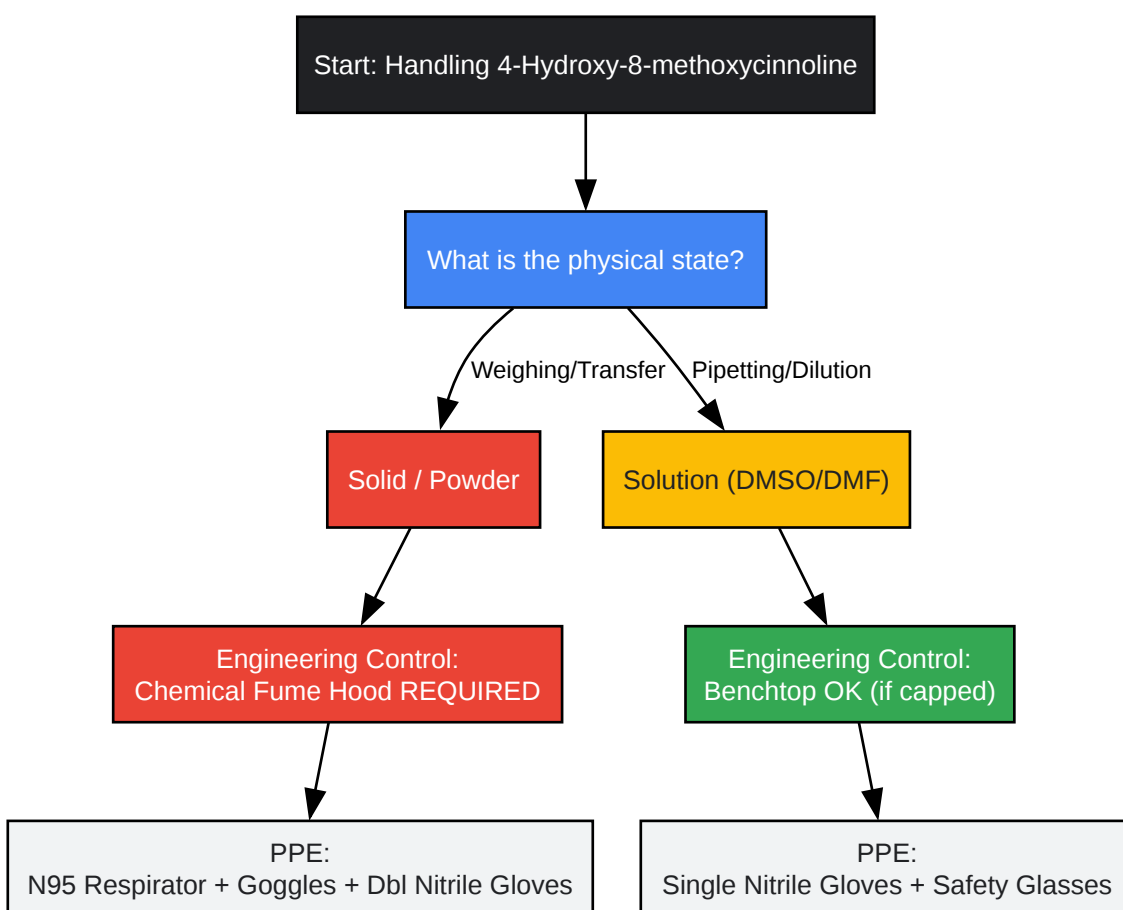 Start: Handling 4-Hydroxy-8-methoxycinnoline
What is the physical state?
Weighing/Transfer
Pipetting/Dilution
Solid / Powder
Solution (DMSO/DMF)
Engineering Control:
Chemical Fume Hood REQUIRED
Engineering Control:
Benchtop OK (if capped)
PPE:
N95 Respirator + Goggles + Dbl Nitrile Gloves
PPE:
Single Nitrile Gloves + Safety Glasses